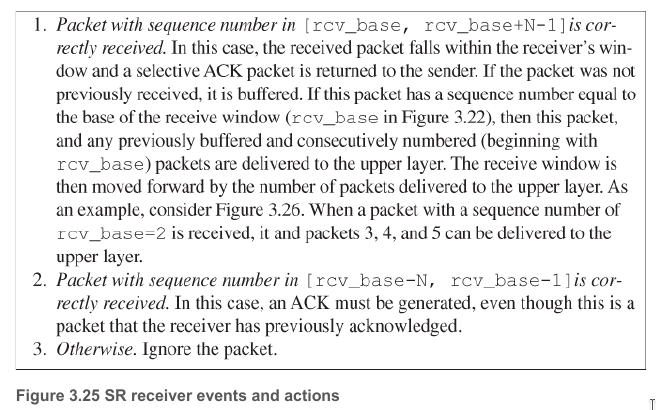 1. Packet with sequence number in [rcv_base, rcv_base+N-1]is cor-
rectly received. In this case, the received packet falls within the receiver's win-
dow and a selective ACK packet is returned to the sender. If the packet was not
previously received, it is buffered. If this packet has a sequence number equal to
the base of the receive window (rcv_base in Figure 3.22), then this packet,
and any previously buffered and consecutively numbered (beginning with
rcv_base) packets are delivered to the upper layer. The receive window is
then moved forward by the number of packets delivered to the upper layer. As
an example, consider Figure 3.26. When a packet with a sequence number of
rcv_base=2 is received, it and packets 3, 4, and 5 can be delivered to the
upper layer.
2. Packet with sequence number in [rcv_base-N, rcv_base-1]is cor-
rectly received. In this case, an ACK must be generated, even though this is a
packet that the receiver has previously acknowledged.
3. Otherwise. Ignore the packet.
Figure 3.25 SR receiver events and actions